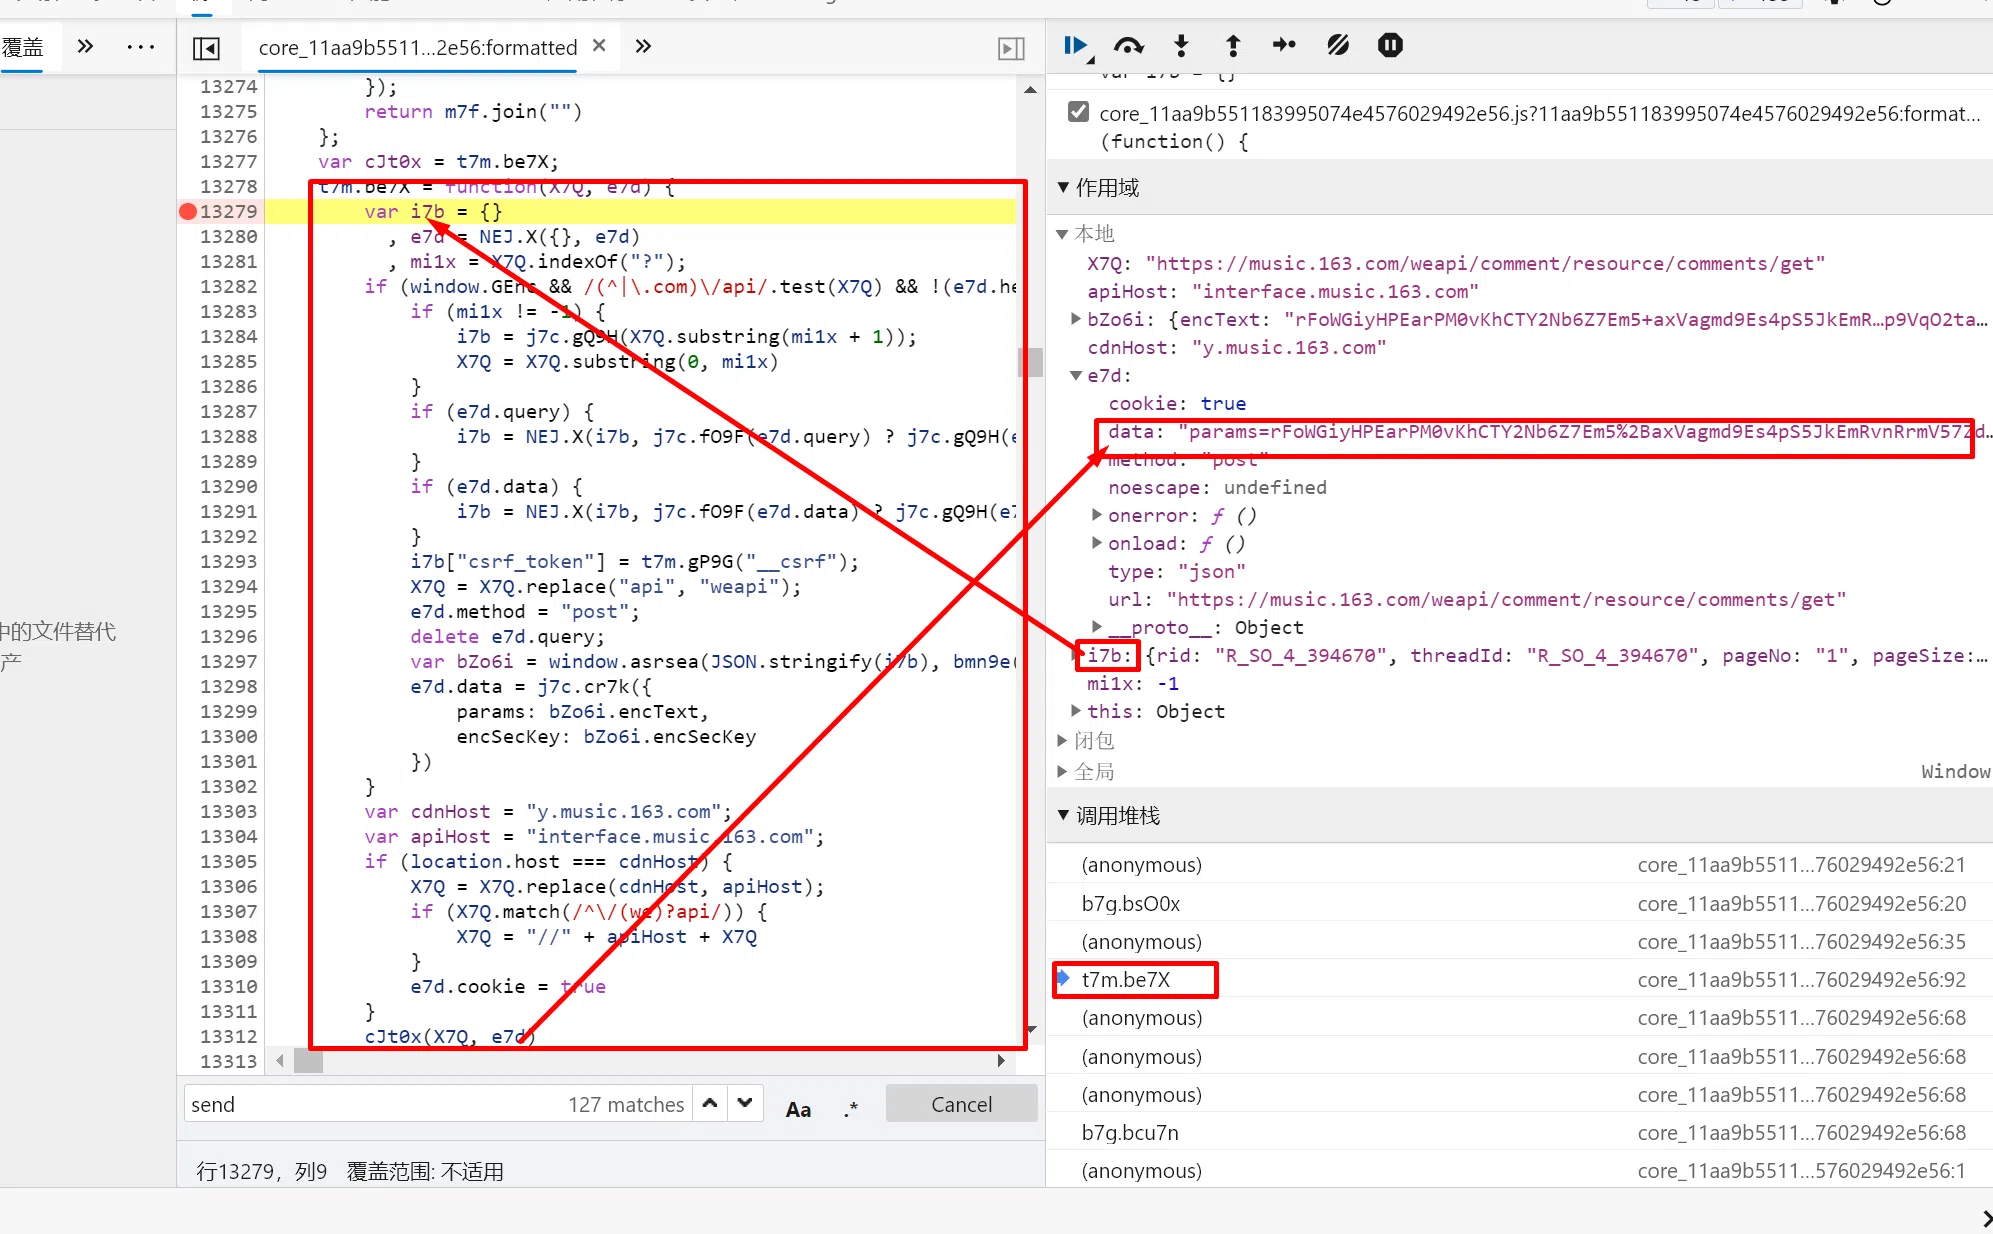 覆盖
core_11aa9b5511...2e56:formatted
13274 });
13275 return m7f.join("")
13276 };
13277 var cJt0x = t7m.be7X;
13278 t7m.be7X = function(X7Q, e7d) {
13279 var i7b = {}
13280 , e7d = NEJ.X({}, e7d)
13281 , mi1x = X7Q.indexOf("?");
13282 if (window.GEnc && /(^|\.com)\/api/.test(X7Q) && !(e7d.he
13283 if (mi1x != -1) {
13284 i7b = j7c.gQ9H(X7Q.substring(mi1x + 1));
13285 X7Q = X7Q.substring(0, mi1x)
13286 }
13287 if (e7d.query) {
13288 i7b = NEJ.X(i7b, j7c.fO9F(e7d.query) ? j7c.gQ9H(e
13289 }
13290 if (e7d.data) {
13291 i7b = NEJ.X(i7b, j7c.fO9F(e7d.data) ? j7c.gQ9H(e7
13292 }
13293 i7b["csrf_token"] = t7m.gP9G("__csrf");
13294 X7Q = X7Q.replace("api", "weapi");
13295 e7d.method = "post";
13296 delete e7d.query;
13297 var bZo6i = window.asrsea(JSON.stringify(i7b), bmn9e(
13298 e7d.data = j7c.cr7k({
13299 params: bZo6i.encText,
13300 encSecKey: bZo6i.encSecKey
13301 })
13302 }
13303 var cdnHost = "y.music.163.com";
13304 var apiHost = "interface.music.163.com";
13305 if (location.host === cdnHost) {
13306 X7Q = X7Q.replace(cdnHost, apiHost);
13307 if (X7Q.match(/^\/(we)?api/)) {
13308 X7Q = "//" + apiHost + X7Q
13309 }
13310 e7d.cookie = true
13311 }
13312 cJt0x(X7Q, e7d)
13313
中的文件替代
产
send 127 matches Aa .* Cancel
行13279，列9 覆盖范围: 不适用
var i7b = {}
core_11aa9b551183995074e4576029492e56.js?11aa9b551183995074e4576029492e56:format...
(function() {
作用域
本地
X7Q: "https://music.163.com/weapi/comment/resource/comments/get"
apiHost: "interface.music.163.com"
bZo6i: {encText: "rFoWGiyHPEarPM0vKhCTY2Nb6Z7Em5+axVagmd9Es4pS5JkEmR…p9VqO2ta…
cdnHost: "y.music.163.com"
e7d:
cookie: true
data: "params=rFoWGiyHPEarPM0vKhCTY2Nb6Z7Em5%2BaxVagmd9Es4pS5JkEmRvnRrmV57Zd…
method: "post"
noescape: undefined
onerror: ƒ ()
onload: ƒ ()
type: "json"
url: "https://music.163.com/weapi/comment/resource/comments/get"
__proto__: Object
i7b: {rid: "R_SO_4_394670", threadId: "R_SO_4_394670", pageNo: "1", pageSize:…
mi1x: -1
this: Object
闭包
全局 Window
调用堆栈
(anonymous) core_11aa9b5511...76029492e56:21
b7g.bsO0x core_11aa9b5511...76029492e56:20
(anonymous) core_11aa9b5511...76029492e56:35
t7m.be7X core_11aa9b5511...76029492e56:92
(anonymous) core_11aa9b5511...76029492e56:68
(anonymous) core_11aa9b5511...76029492e56:68
(anonymous) core_11aa9b5511...76029492e56:68
b7g.bcu7n core_11aa9b5511...76029492e56:68
(anonymous) core_11aa9b5511...576029492e56:1